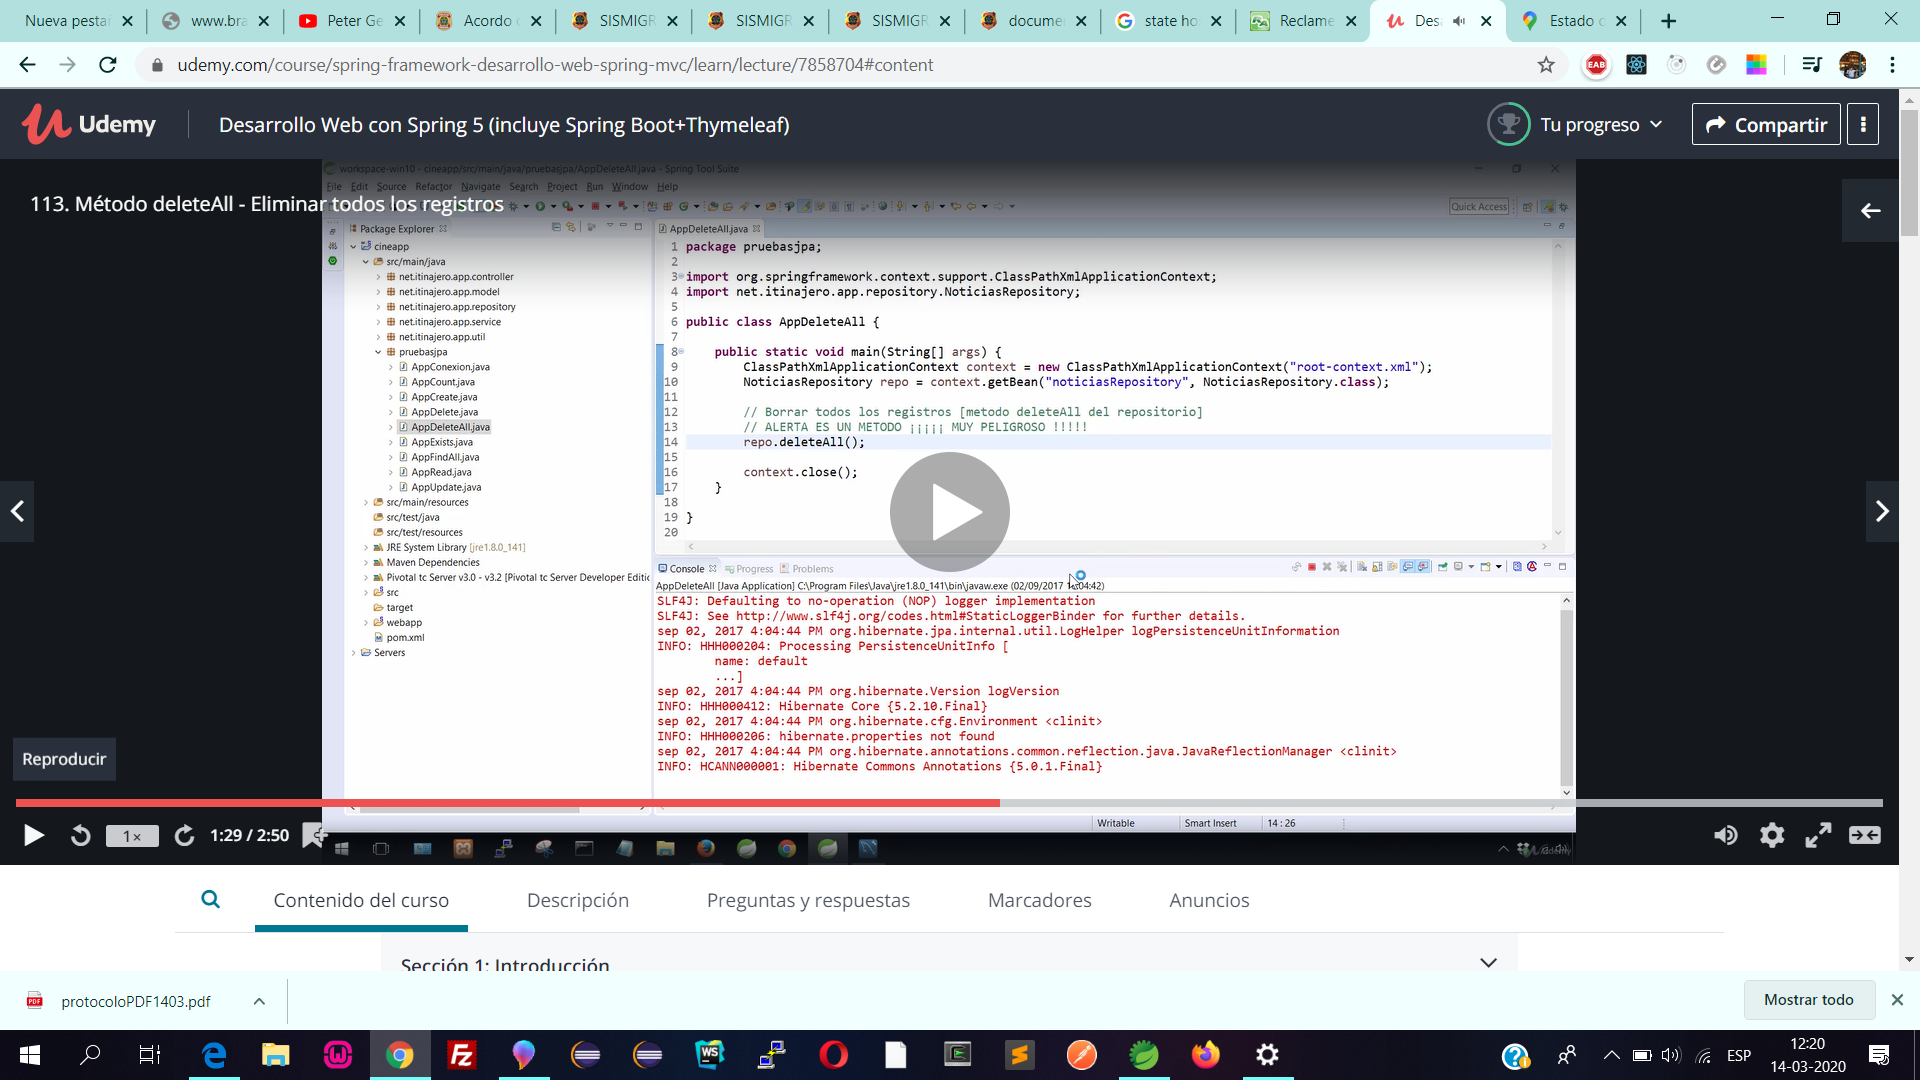 Nueva pestañ
www.bra
Peter Ge
Acordo
SISMIGR
SISMIGR
SISMIGR
docume
state ho
Reclame
Des
Estado
udemy.com/course/spring-framework-desarrollo-web-spring-mvc/learn/lecture/7858704#content
Udemy
Desarrollo Web con Spring 5 (incluye Spring Boot+Thymeleaf)
Tu progreso
Compartir
workspace-win10 - cineapp/src/main/java/pruebasjpa/AppDeleteAll.java - Spring Tool Suite
File Edit Source Refactor Navigate Search Project Run Window Help
113. Método deleteAll - Eliminar todos los registros
Quick Access
Package Explorer
cineapp
src/main/java
net.itinajero.app.controller
net.itinajero.app.model
net.itinajero.app.repository
net.itinajero.app.service
net.itinajero.app.util
pruebasjpa
AppConexion.java
AppCount.java
AppCreate.java
AppDelete.java
AppDeleteAll.java
AppExists.java
AppFindAll.java
AppRead.java
AppUpdate.java
src/main/resources
src/test/java
src/test/resources
JRE System Library [jre1.8.0_141]
Maven Dependencies
Pivotal tc Server v3.0 - v3.2 [Pivotal tc Server Developer Editic
src
target
webapp
pom.xml
Servers
AppDeleteAll.java
1 package pruebasjpa;
2
3 import org.springframework.context.support.ClassPathXmlApplicationContext;
4 import net.itinajero.app.repository.NoticiasRepository;
5
6 public class AppDeleteAll {
7
8 public static void main(String[] args) {
9 ClassPathXmlApplicationContext context = new ClassPathXmlApplicationContext("root-context.xml");
10 NoticiasRepository repo = context.getBean("noticiasRepository", NoticiasRepository.class);
11
12 // Borrar todos los registros [metodo deleteAll del repositorio]
13 // ALERTA ES UN METODO ¡¡¡¡¡ MUY PELIGROSO !!!!!
14 repo.deleteAll();
15
16 context.close();
17 }
18
19 }
20
Console Progress Problems
AppDeleteAll [Java Application] C:\Program Files\Java\jre1.8.0_141\bin\javaw.exe (02/09/2017 :04:42)
SLF4J: Defaulting to no-operation (NOP) logger implementation
SLF4J: See http://www.slf4j.org/codes.html#StaticLoggerBinder for further details.
sep 02, 2017 4:04:44 PM org.hibernate.jpa.internal.util.LogHelper logPersistenceUnitInformation
INFO: HHH000204: Processing PersistenceUnitInfo [
name: default
...]
sep 02, 2017 4:04:44 PM org.hibernate.Version logVersion
INFO: HHH000412: Hibernate Core {5.2.10.Final}
sep 02, 2017 4:04:44 PM org.hibernate.cfg.Environment <clinit>
INFO: HHH000206: hibernate.properties not found
sep 02, 2017 4:04:44 PM org.hibernate.annotations.common.reflection.java.JavaReflectionManager <clinit>
INFO: HCANN000001: Hibernate Commons Annotations {5.0.1.Final}
Writable
Smart Insert
14 : 26
Reproducir
1×
1:29 / 2:50
Contenido del curso
Descripción
Preguntas y respuestas
Marcadores
Anuncios
Sección 1: Introducción
protocoloPDF1403.pdf
Mostrar todo
ESP
12:20
14-03-2020